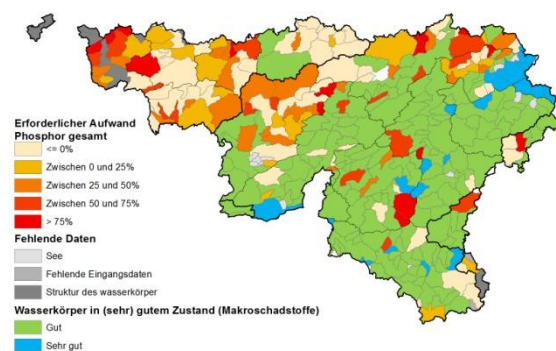 Erforderlicher Aufwand
Phosphor gesamt
<= 0%
Zwischen 0 und 25%
Zwischen 25 und 50%
Zwischen 50 und 75%
> 75%
Fehlende Daten
See
Fehlende Eingangsdaten
Struktur des wasserkörper
Wasserkörper in (sehr) gutem Zustand (Makroschadstoffe)
Gut
Sehr gut